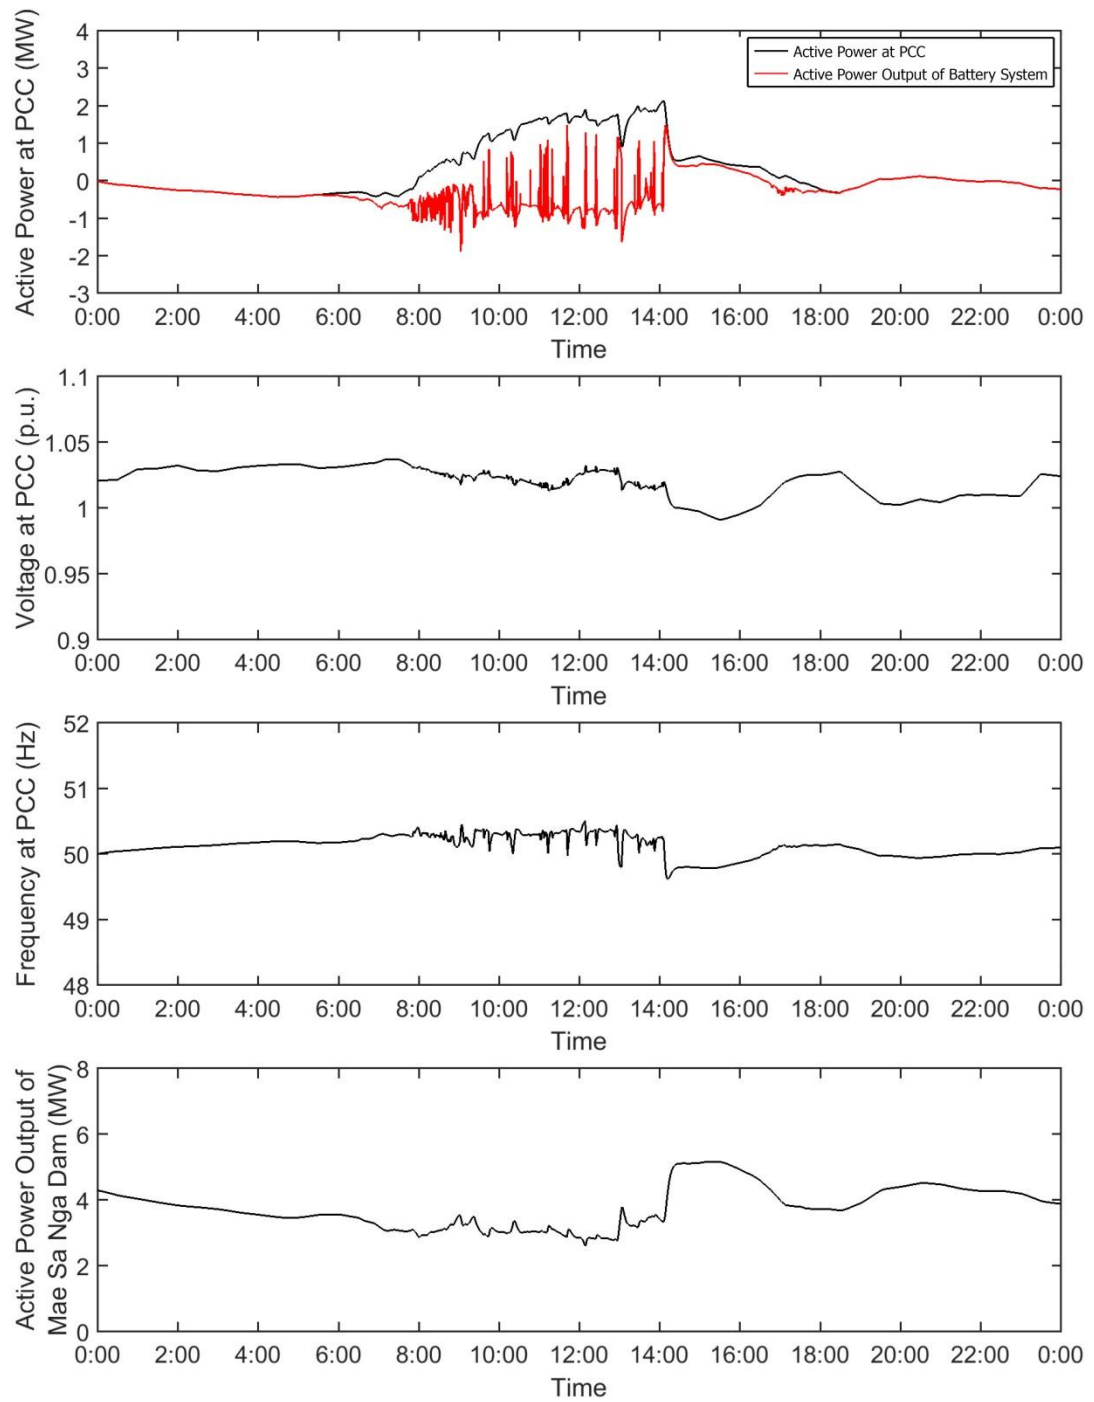 Active Power at PCC (MW)
4
3
2
1
0
-1
-2
-3
Active Power at PCC
Active Power Output of Battery System
0:00 2:00 4:00 6:00 8:00 10:00 12:00 14:00 16:00 18:00 20:00 22:00 0:00
Time
Voltage at PCC (p.u.)
1.1
1.05
1
0.95
0.9
0:00 2:00 4:00 6:00 8:00 10:00 12:00 14:00 16:00 18:00 20:00 22:00 0:00
Time
Frequency at PCC (Hz)
52
51
50
49
48
0:00 2:00 4:00 6:00 8:00 10:00 12:00 14:00 16:00 18:00 20:00 22:00 0:00
Time
Active Power Output of
Mae Sa Nga Dam (MW)
8
6
4
2
0
0:00 2:00 4:00 6:00 8:00 10:00 12:00 14:00 16:00 18:00 20:00 22:00 0:00
Time